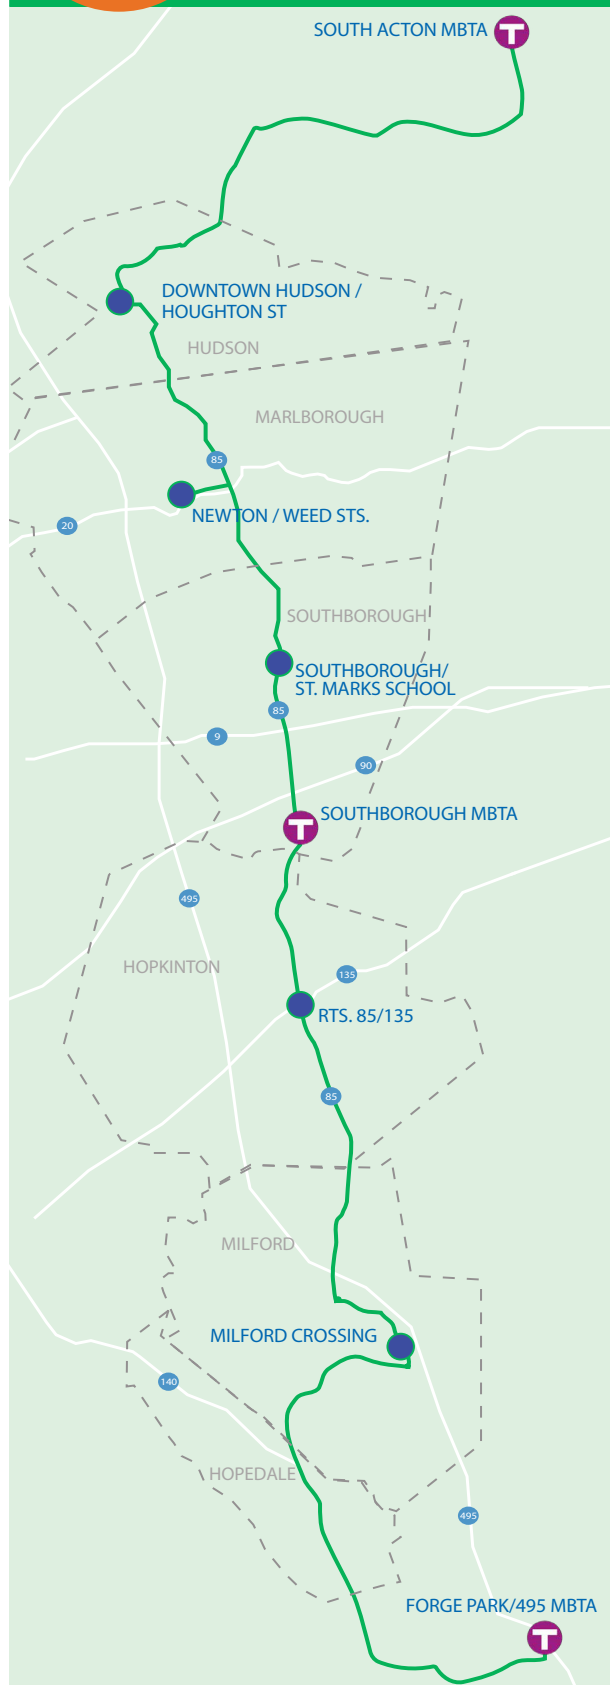 SOUTH ACTON MBTA
T
DOWNTOWN HUDSON /
HOUGHTON ST
HUDSON
MARLBOROUGH
85
NEWTON / WEED STS.
20
SOUTHBOROUGH
SOUTHBOROUGH/
ST. MARKS SCHOOL
85
9
90
SOUTHBOROUGH MBTA
T
495
HOPKINTON
135
RTS. 85/135
85
MILFORD
MILFORD CROSSING
140
HOPEDALE
495
FORGE PARK/495 MBTA
T